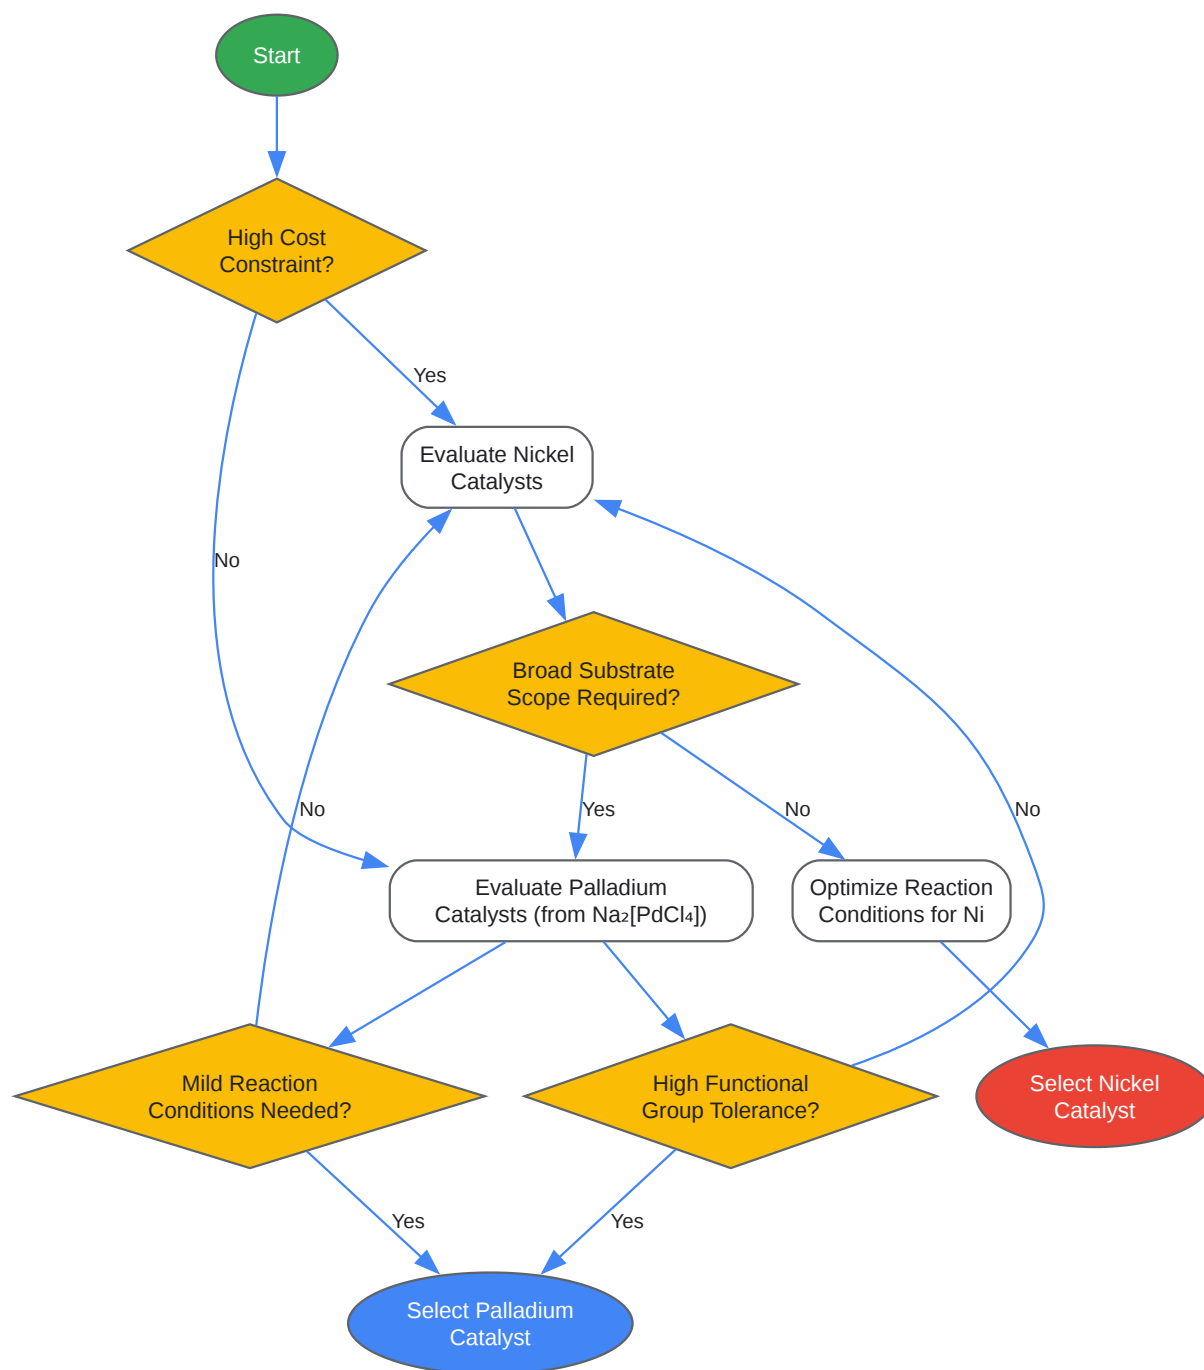 Start
High Cost
Constraint?
Yes
Evaluate Nickel
Catalysts
No
Broad Substrate
Scope Required?
No
Yes
No
No
Evaluate Palladium
Catalysts (from Na₂[PdCl₄])
Optimize Reaction
Conditions for Ni
Mild Reaction
Conditions Needed?
High Functional
Group Tolerance?
Select Nickel
Catalyst
Yes
Yes
Select Palladium
Catalyst